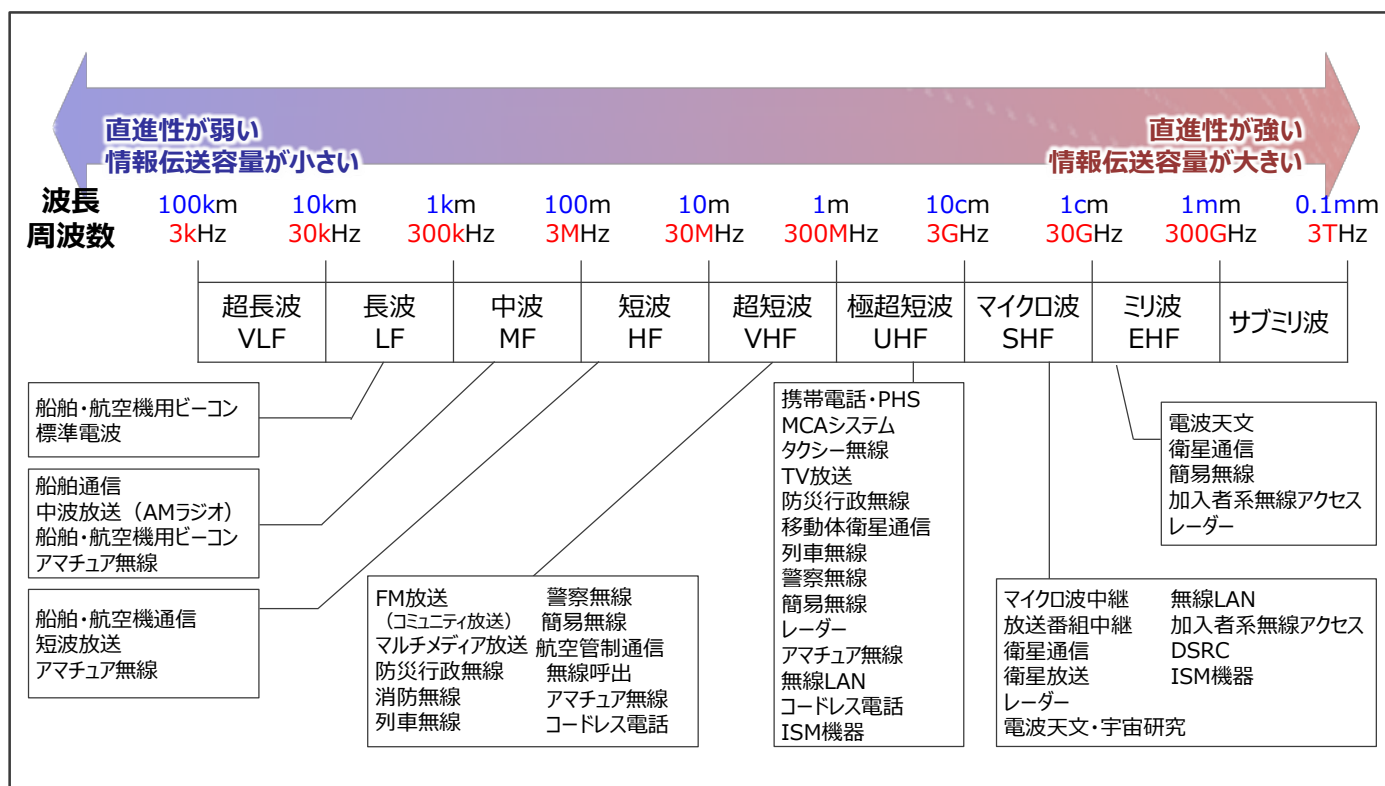 直進性が弱い
情報伝送容量が小さい
直進性が強い
情報伝送容量が大きい
波長 100km 10km 1km 100m 10m 1m 10cm 1cm 1mm 0.1mm
周波数 3kHz 30kHz 300kHz 3MHz 30MHz 300MHz 3GHz 30GHz 300GHz 3THz
超長波
VLF
長波
LF
中波
MF
短波
HF
超短波
VHF
極超短波
UHF
マイクロ波
SHF
ミリ波
EHF
サブミリ波
船舶・航空機用ビーコン
標準電波
船舶通信
中波放送（AMラジオ）
船舶・航空機用ビーコン
アマチュア無線
船舶・航空機通信
短波放送
アマチュア無線
FM放送
（コミュニティ放送）
マルチメディア放送
防災行政無線
消防無線
列車無線
警察無線
簡易無線
航空管制通信
無線呼出
アマチュア無線
コードレス電話
携帯電話・PHS
MCAシステム
タクシー無線
TV放送
防災行政無線
移動体衛星通信
列車無線
警察無線
簡易無線
レーダー
アマチュア無線
無線LAN
コードレス電話
ISM機器
マイクロ波中継
放送番組中継
衛星通信
衛星放送
レーダー
電波天文・宇宙研究
無線LAN
加入者系無線アクセス
DSRC
ISM機器
電波天文
衛星通信
簡易無線
加入者系無線アクセス
レーダー